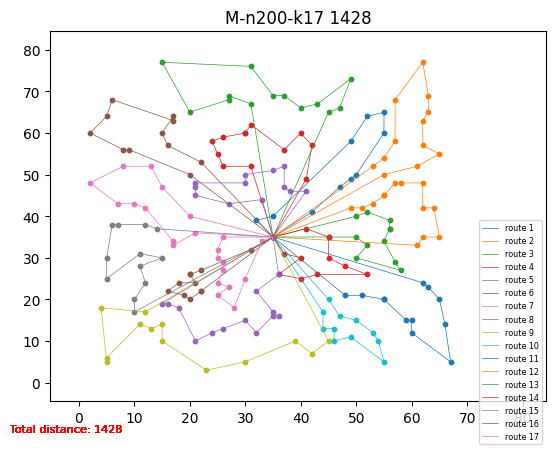 M-n200-k17 1428
80
70
60
50
40
30
20
10
0
0
10
20
30
40
50
60
70
80
route 1
route 2
route 3
route 4
route 5
route 6
route 7
route 8
route 9
route 10
route 11
route 12
route 13
route 14
route 15
route 16
route 17
Total distance: 1428